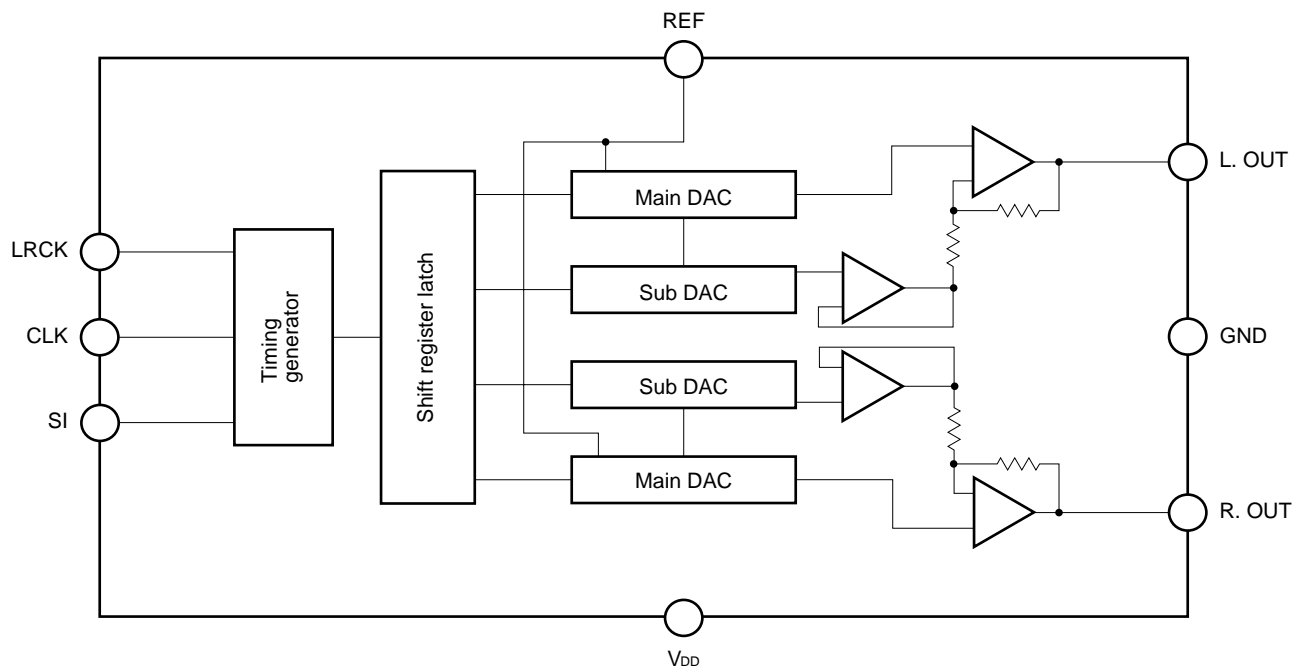 REF
L. OUT
Main DAC
LRCK
Timing
generator
Shift register latch
Sub DAC
CLK
GND
Sub DAC
SI
Main DAC
R. OUT
VDD